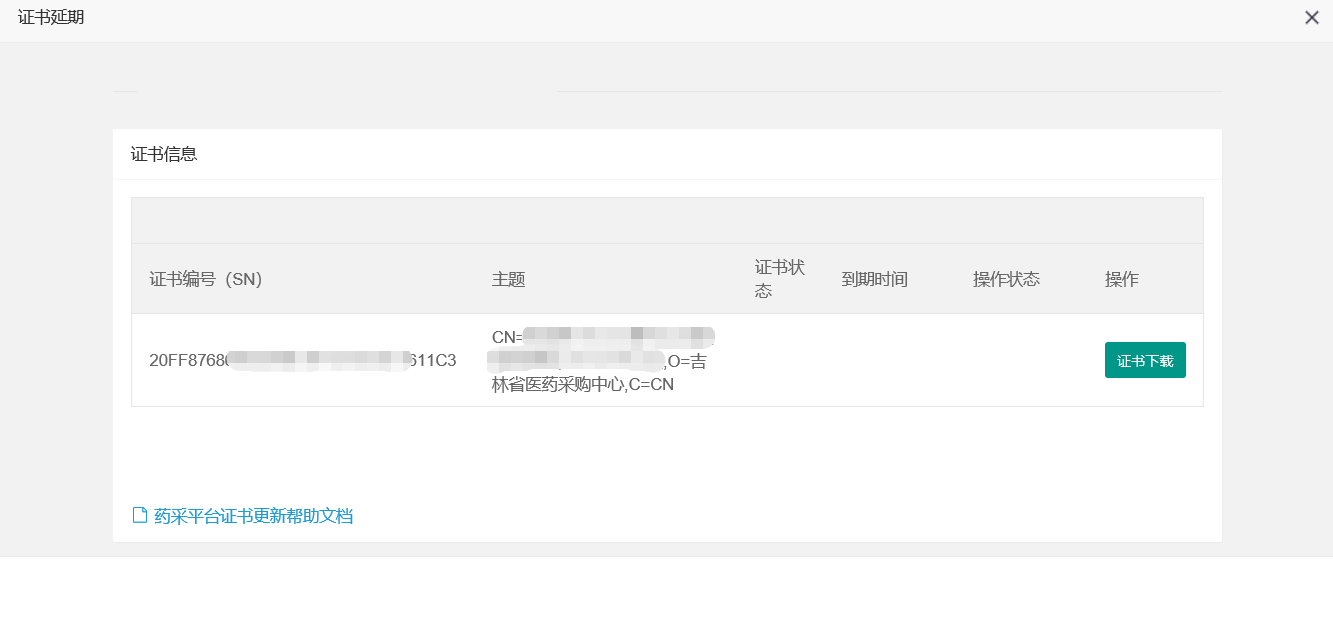 证书延期
证书信息
证书编号（SN）
主题
证书状
态
到期时间
操作状态
操作
20FF8768
611C3
CN=
,O=吉
林省医药采购中心,C=CN
证书下载
药采平台证书更新帮助文档